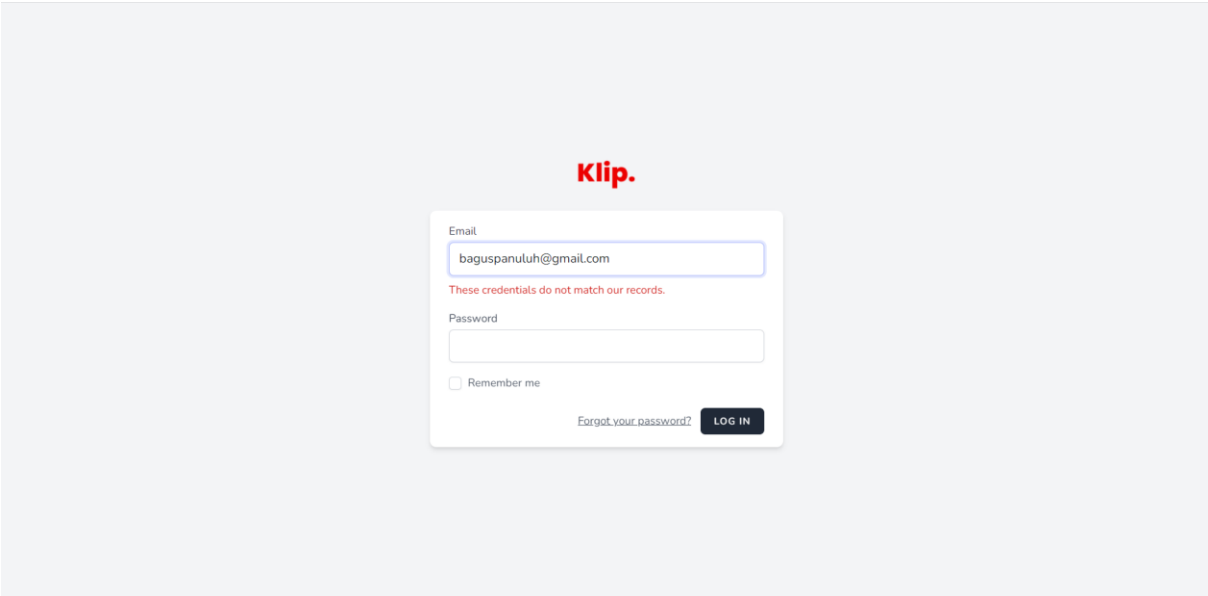 Klip.
Email
baguspanuluh@gmail.com
These credentials do not match our records.
Password
Remember me
Forgot your password? LOG IN